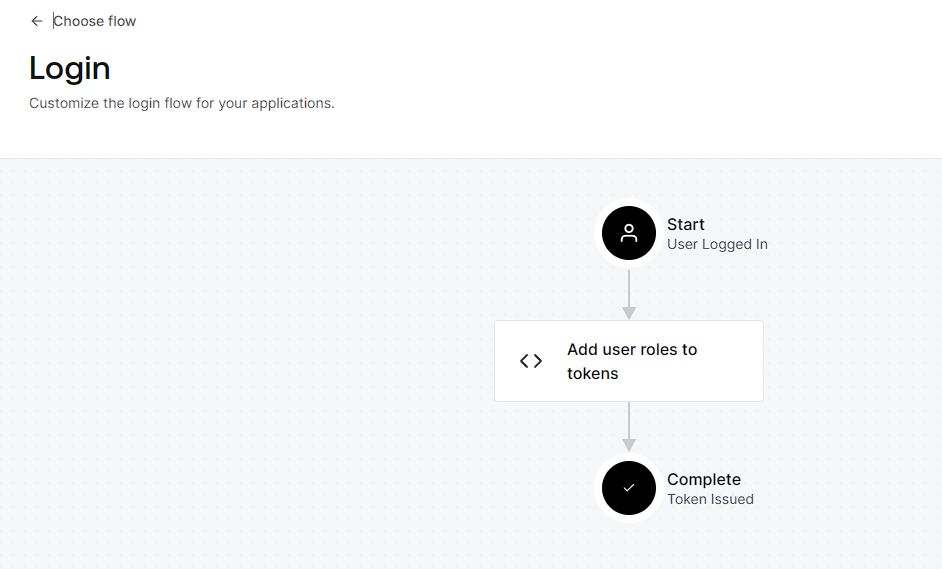 Choose flow
Login
Customize the login flow for your applications.
Start
User Logged In
Add user roles to
tokens
Complete
Token Issued